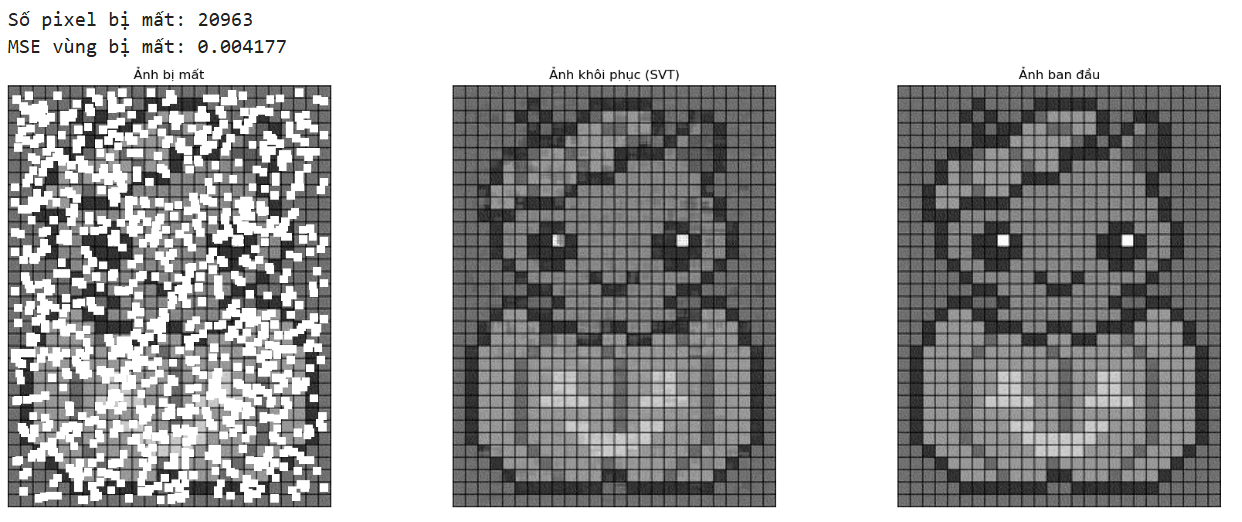 Số pixel bị mất: 20963
MSE vùng bị mất: 0.004177
Ảnh bị mất
Ảnh khôi phục (SVT)
Ảnh ban đầu